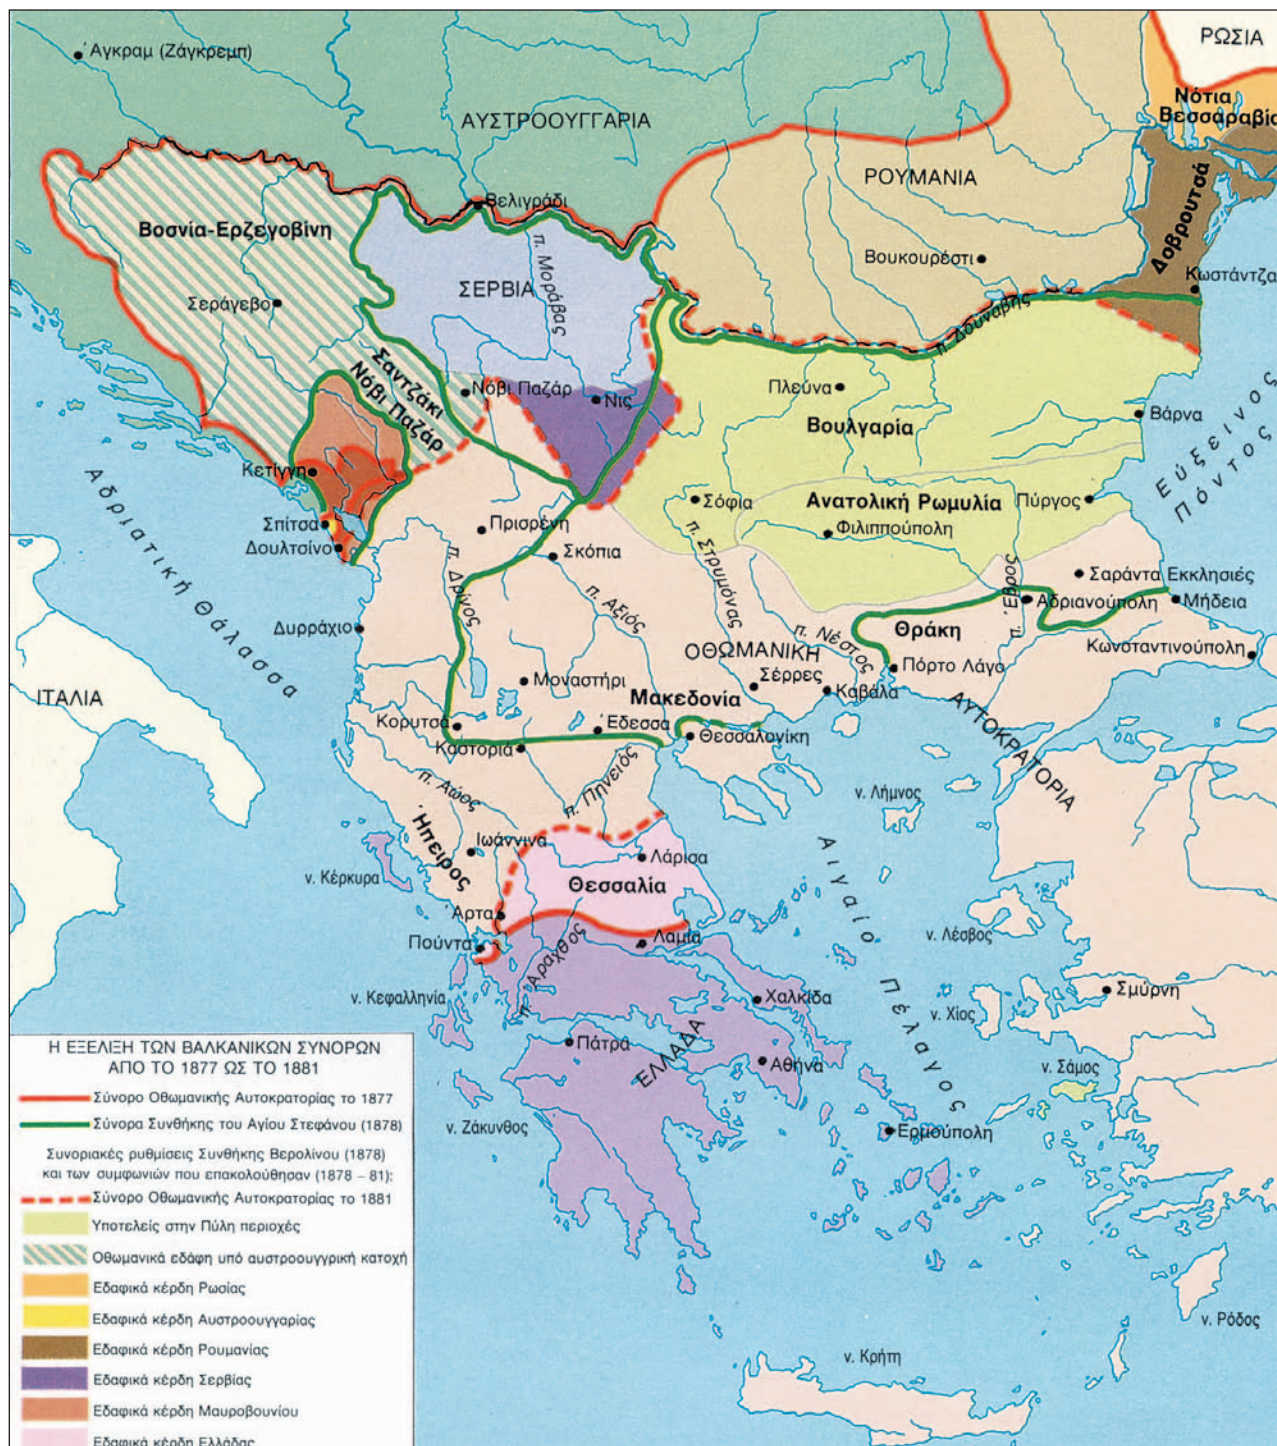 Άγκραμ (Ζάγκρεμπ)
ΡΩΣΙΑ
Νότια
Βεσσαραβία
ΑΥΣΤΡΟΟΥΓΓΑΡΙΑ
ΡΟΥΜΑΝΙΑ
Δοβρουτσά
Βελιγράδι
Βοσνία-Ερζεγοβίνη
π. Μοράβας
Βουκουρέστι
Κωστάντζα
ΣΕΡΒΙΑ
Σεράγεβο
π. Δούναβης
Σαντζάκι
Νόβι Παζάρ
Νόβι Παζάρ
Νις
Πλεύνα
Βάρνα
Βουλγαρία
Εύξεινος
Πόντος
Κετίγγη
Σόφια
Ανατολική Ρωμυλία
Πύργος
Φιλιππούπολη
Σπίτσα
Δουλτσίνο
Πρισρένη
Σκόπια
π. Δρίνος
π. Αξιός
π. Στρυμόνας
π. Νέστος
π. Έβρος
Σαράντα Εκκλησιές
Αδριανούπολη
Μήδεια
Αδριατική Θάλασσα
Δυρράχιο
Θράκη
Κωνσταντινούπολη
ΟΘΩΜΑΝΙΚΗ
Πόρτο Λάγο
ΙΤΑΛΙΑ
Μοναστήρι
Μακεδονία
Σέρρες
Καβάλα
ΑΥΤΟΚΡΑΤΟΡΙΑ
Κορυτσά
Έδεσσα
Καστοριά
Θεσσαλονίκη
π. Αώος
π. Πηνειός
ν. Λήμνος
Ήπειρος
Ιωάννινα
Λάρισα
ν. Κέρκυρα
Θεσσαλία
Αιγαίο Πέλαγος
Άρτα
Πούντα
π. Άραχθος
Λαμία
ν. Λέσβος
ν. Κεφαλληνία
Χαλκίδα
Σμύρνη
ν. Χίος
Πάτρα
ΕΛΛΑΔΑ
Αθήνα
ν. Σάμος
ν. Ζάκυνθος
Ερμούπολη
ν. Ρόδος
ν. Κρήτη
Η ΕΞΕΛΙΞΗ ΤΩΝ ΒΑΛΚΑΝΙΚΩΝ ΣΥΝΟΡΩΝ
ΑΠΟ ΤΟ 1877 ΩΣ ΤΟ 1881
Σύνορο Οθωμανικής Αυτοκρατορίας το 1877
Σύνορα Συνθήκης του Αγίου Στεφάνου (1878)
Συνοριακές ρυθμίσεις Συνθήκης Βερολίνου (1878)
και των συμφωνιών που επακολούθησαν (1878 – 81):
Σύνορο Οθωμανικής Αυτοκρατορίας το 1881
Υποτελείς στην Πύλη περιοχές
Οθωμανικά εδάφη υπό αυστροουγγρική κατοχή
Εδαφικά κέρδη Ρωσίας
Εδαφικά κέρδη Αυστροουγγαρίας
Εδαφικά κέρδη Ρουμανίας
Εδαφικά κέρδη Σερβίας
Εδαφικά κέρδη Μαυροβουνίου
Εδαφικά κέρδη Ελλάδας